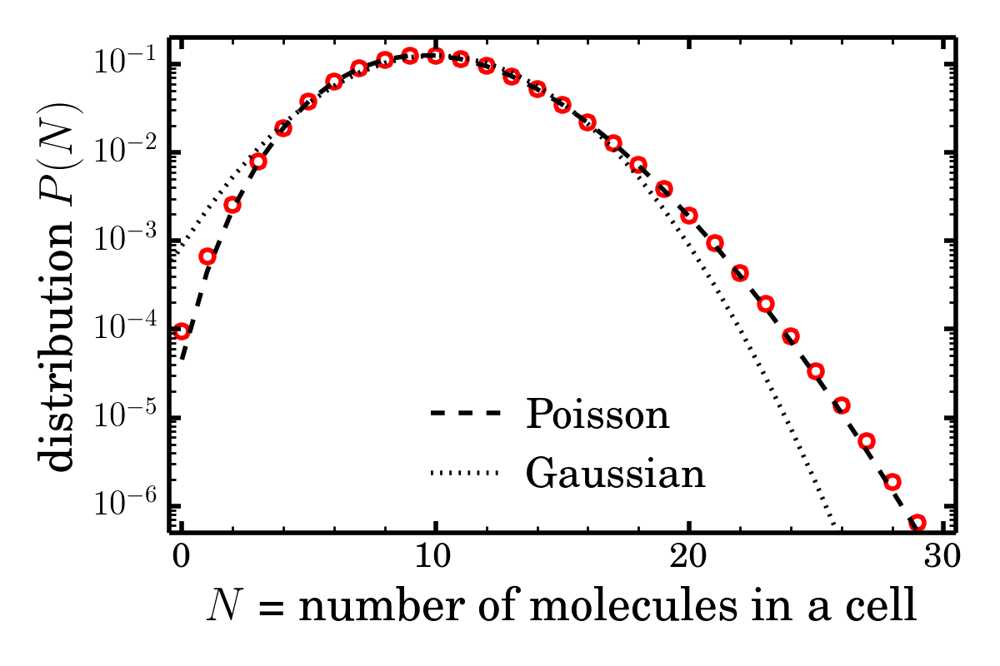 distribution P(N)
10⁻¹
10⁻²
10⁻³
10⁻⁴
10⁻⁵
10⁻⁶
Poisson
Gaussian
0 10 20 30
N = number of molecules in a cell